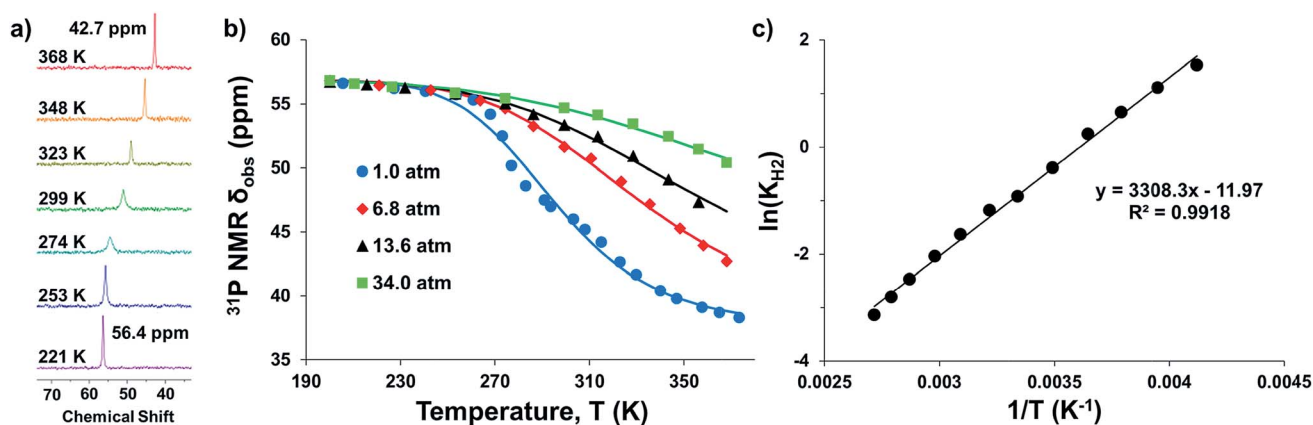 a)
42.7 ppm
368 K
348 K
323 K
299 K
274 K
253 K
56.4 ppm
221 K
70 50 30
Chemical Shift
b)
60
55
50
45
40
35
³¹P NMR δobs (ppm)
1.0 atm
6.8 atm
13.6 atm
34.0 atm
190 230 270 310 350
Temperature, T (K)
c)
2
0
-2
-4
ln(K_H2)
y = 3308.3x - 11.97
R² = 0.9918
0.0025 0.003 0.0035 0.004 0.0045
1/T (K⁻¹)